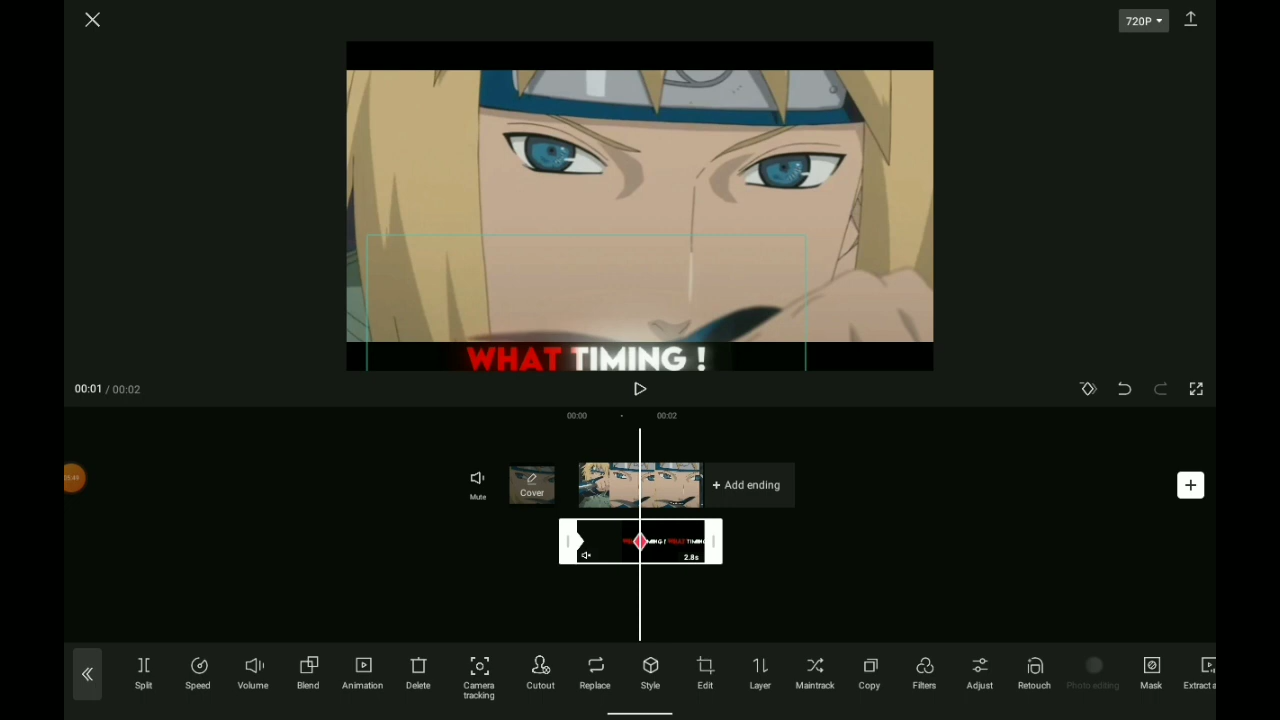 720P
WHAT TIMING !
00:01 / 00:02
00:00
00:02
Mute
Cover
+ Add ending
2.8s
Split
Speed
Volume
Blend
Animation
Delete
Camera tracking
Cutout
Replace
Style
Edit
Layer
Maintrack
Copy
Filters
Adjust
Retouch
Photo editing
Mask
Extract a